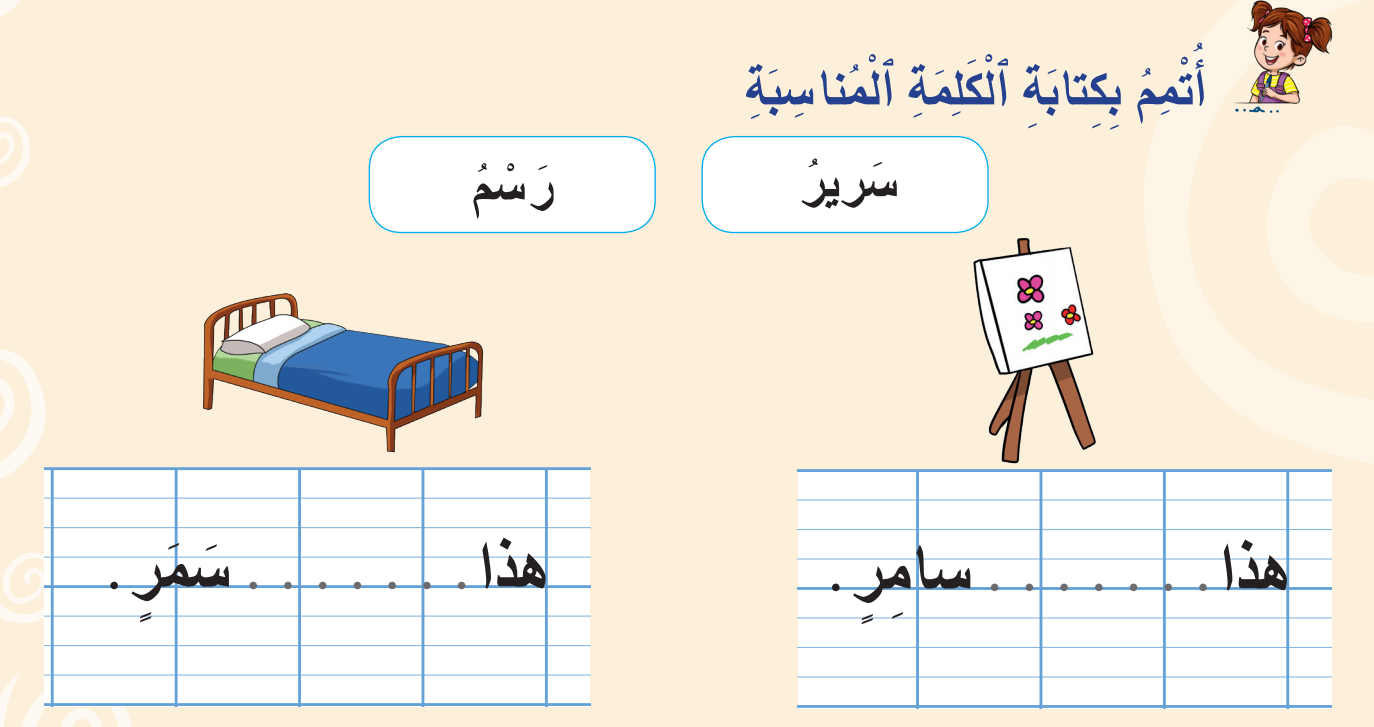 أُتْمِمُ بِكِتابَةِ ٱلْكَلِمَةِ ٱلْمُناسِبَةِ
سَريرُ
رَسْمُ
هذا . . . . . . . سامِرٍ .
هذا . . . . . . . سَمَرٍ .